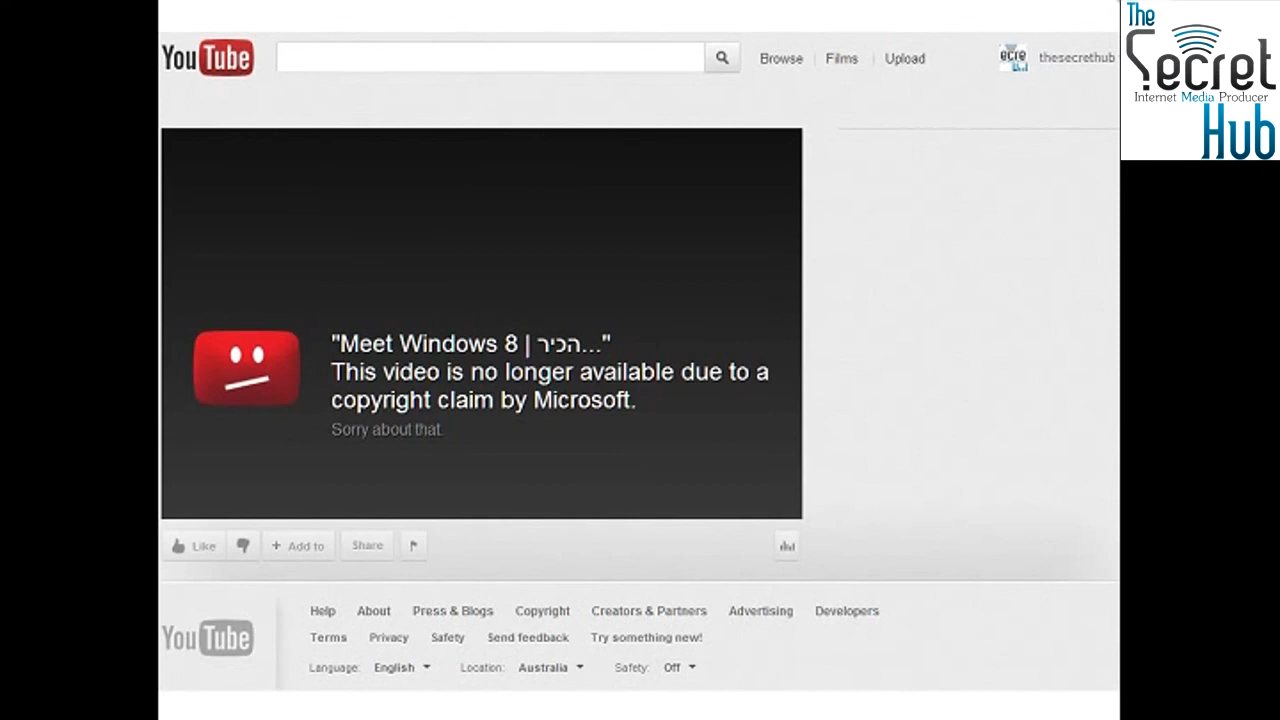 YouTube
Browse
Films
Upload
thesecrethub
The Secret Hub
Internet Media Producer
"Meet Windows 8 | הכיר..."
This video is no longer available due to a
copyright claim by Microsoft.
Sorry about that.
Like
+ Add to
Share
YouTube
Help About Press & Blogs Copyright Creators & Partners Advertising Developers
Terms Privacy Safety Send feedback Try something new!
Language: English Location: Australia Safety: Off